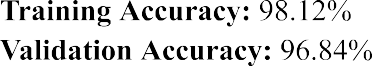 Training Accuracy: 98.12%
Validation Accuracy: 96.84%